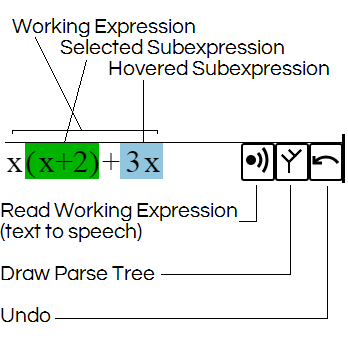 Working Expression
Selected Subexpression
Hovered Subexpression
x(x+2)+3x
Read Working Expression
(text to speech)
Draw Parse Tree
Undo